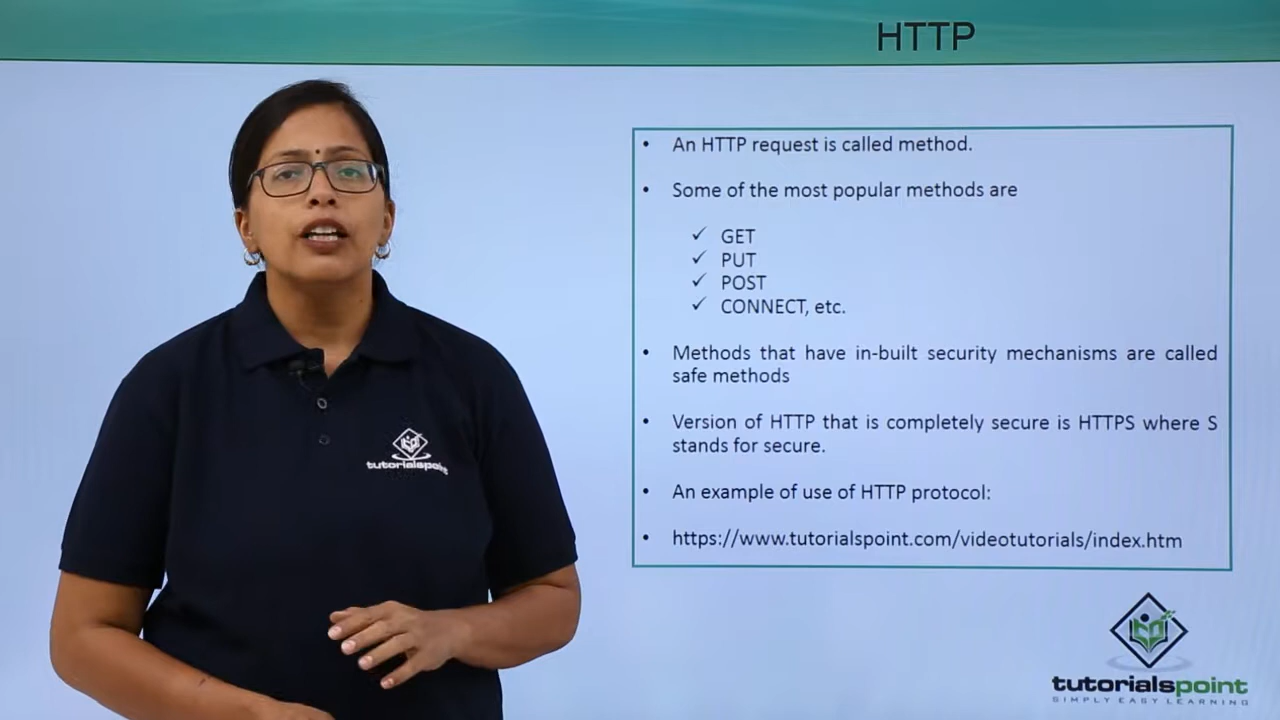 HTTP
• An HTTP request is called method.
• Some of the most popular methods are
✓ GET
✓ PUT
✓ POST
✓ CONNECT, etc.
• Methods that have in-built security mechanisms are called
safe methods
• Version of HTTP that is completely secure is HTTPS where S
stands for secure.
• An example of use of HTTP protocol:
• https://www.tutorialspoint.com/videotutorials/index.htm
tutorialspoint
tutorialspoint
SIMPLY EASY LEARNING